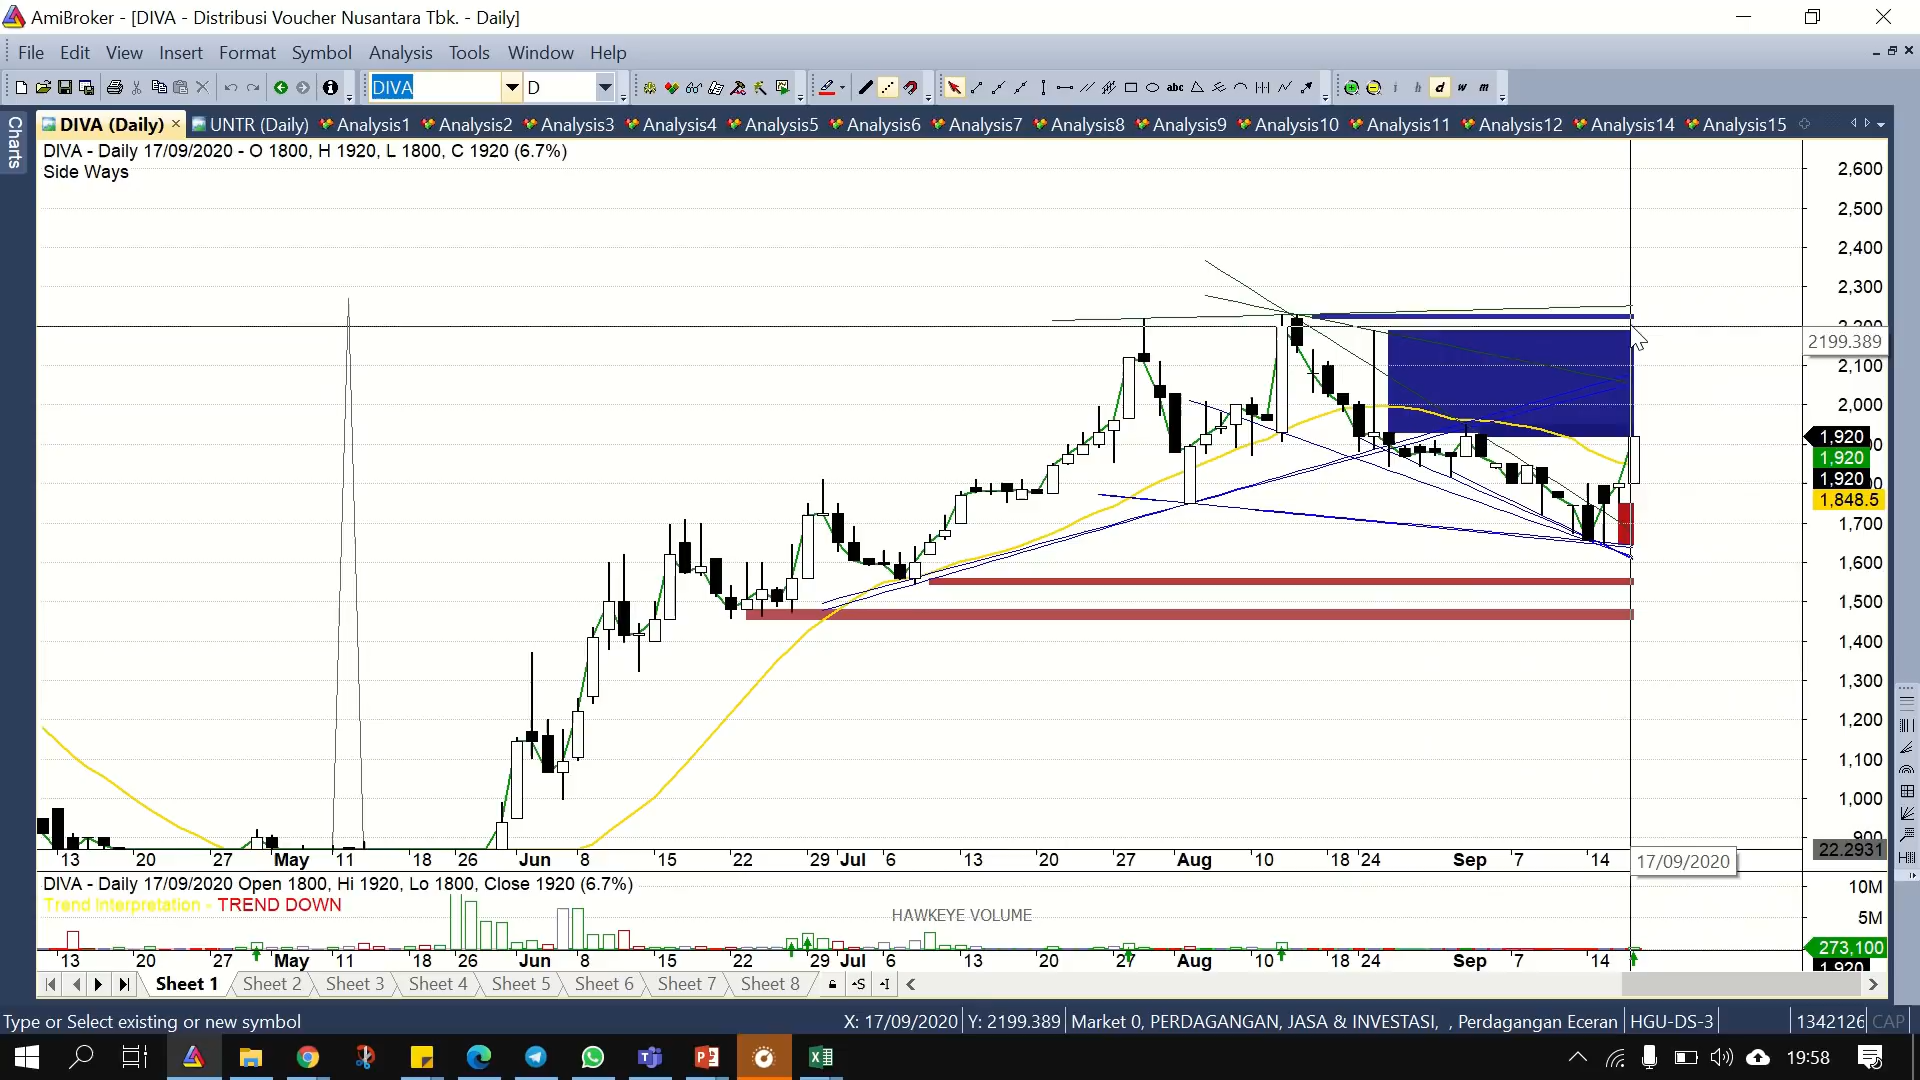 AmiBroker - [DIVA - Distribusi Voucher Nusantara Tbk. - Daily]
File Edit View Insert Format Symbol Analysis Tools Window Help
DIVA D abc i h d w m
Charts
DIVA (Daily) UNTR (Daily) Analysis1 Analysis2 Analysis3 Analysis4 Analysis5 Analysis6 Analysis7 Analysis8 Analysis9 Analysis10 Analysis11 Analysis12 Analysis14 Analysis15
DIVA - Daily 17/09/2020 - O 1800, H 1920, L 1800, C 1920 (6.7%)
Side Ways
2,600
2,500
2,400
2,300
2199.389
2,100
2,000
1,920
1,920
1,920
1,848.5
1,700
1,600
1,500
1,400
1,300
1,200
1,100
1,000
900
22.2931
13 20 27 May 11 18 26 Jun 8 15 22 29 Jul 6 13 20 27 Aug 10 18 24 Sep 7 14 17/09/2020
DIVA - Daily 17/09/2020 Open 1800, Hi 1920, Lo 1800, Close 1920 (6.7%)
Trend Interpretation - TREND DOWN
HAWKEYE VOLUME
10M
5M
273,100
1,920
13 20 27 May 11 18 26 Jun 8 15 22 29 Jul 6 13 20 27 Aug 10 18 24 Sep 7 14
Sheet 1 Sheet 2 Sheet 3 Sheet 4 Sheet 5 Sheet 6 Sheet 7 Sheet 8
Type or Select existing or new symbol X: 17/09/2020 Y: 2199.389 Market 0, PERDAGANGAN, JASA & INVESTASI, , Perdagangan Eceran HGU-DS-3 1342126 CAP
19:58